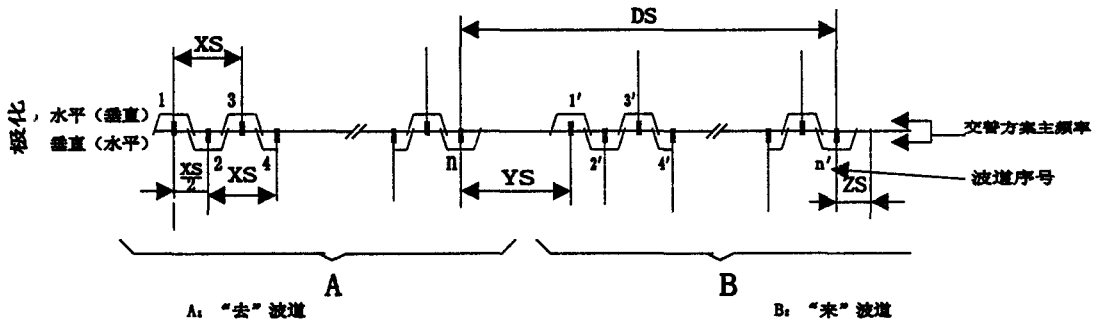 DS
XS
1
3
1′
3′
极化，
水平（垂直）
垂直（水平）
交替方案主频率
2
4
n
2′
4′
n′
XS/2
XS
YS
波道序号
ZS
A
B
A：“去”波道
B：“来”波道